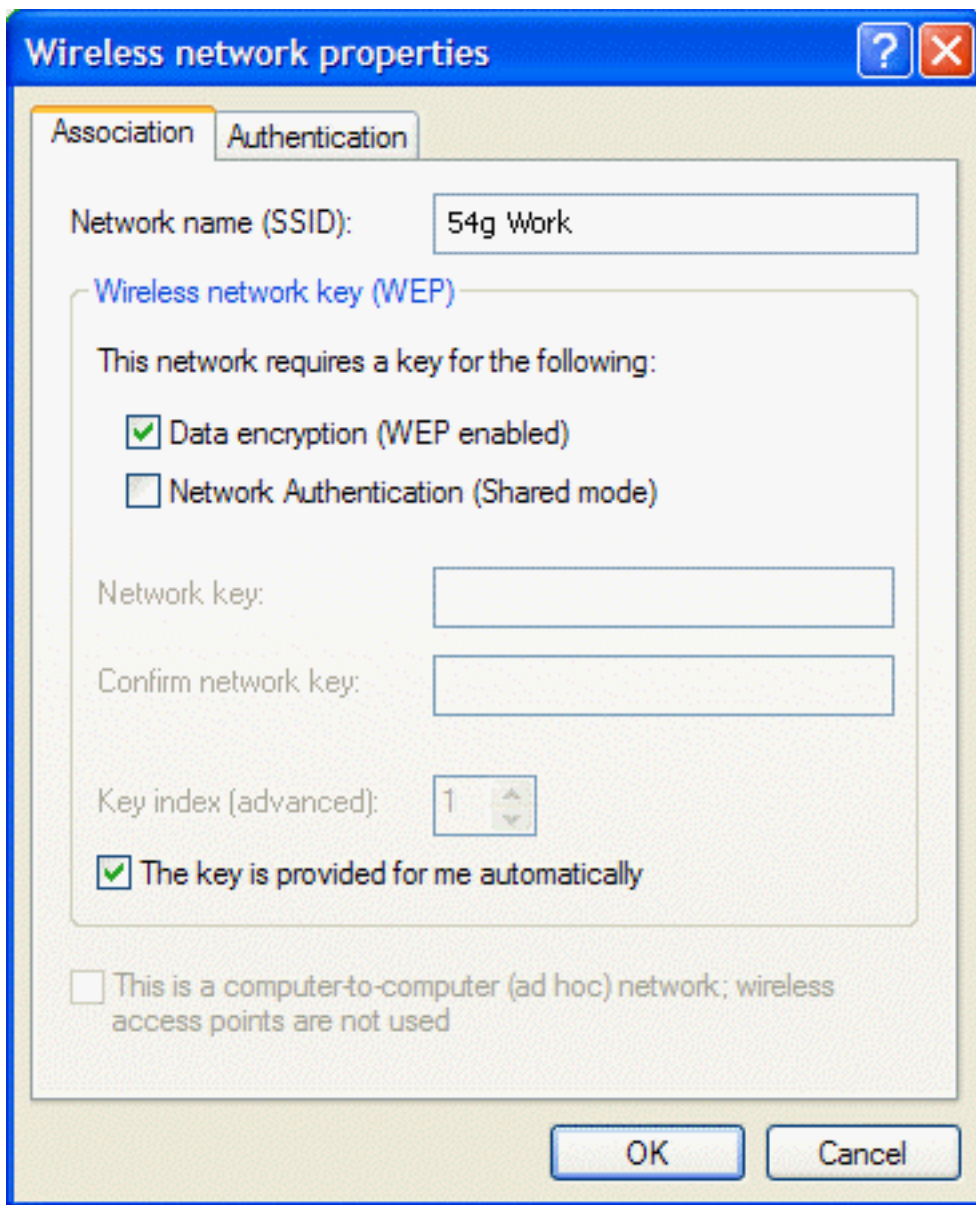 Wireless network properties
Association Authentication
Network name (SSID): 54g Work
Wireless network key (WEP)
This network requires a key for the following:
Data encryption (WEP enabled)
Network Authentication (Shared mode)
Network key:
Confirm network key:
Key index (advanced): 1
The key is provided for me automatically
This is a computer-to-computer (ad hoc) network; wireless
access points are not used
OK Cancel